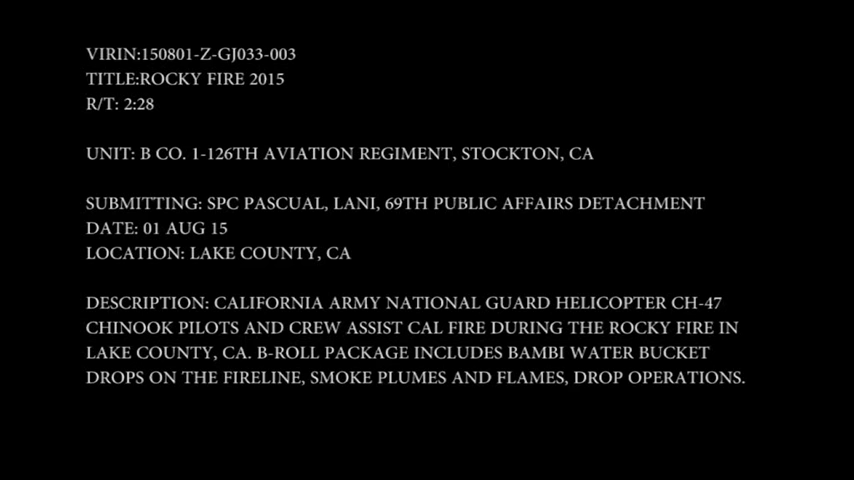 VIRIN:150801-Z-GJ033-003
TITLE:ROCKY FIRE 2015
R/T: 2:28
UNIT: B CO. 1-126TH AVIATION REGIMENT, STOCKTON, CA
SUBMITTING: SPC PASCUAL, LANI, 69TH PUBLIC AFFAIRS DETACHMENT
DATE: 01 AUG 15
LOCATION: LAKE COUNTY, CA
DESCRIPTION: CALIFORNIA ARMY NATIONAL GUARD HELICOPTER CH-47
CHINOOK PILOTS AND CREW ASSIST CAL FIRE DURING THE ROCKY FIRE IN
LAKE COUNTY, CA. B-ROLL PACKAGE INCLUDES BAMBI WATER BUCKET
DROPS ON THE FIRELINE, SMOKE PLUMES AND FLAMES, DROP OPERATIONS.